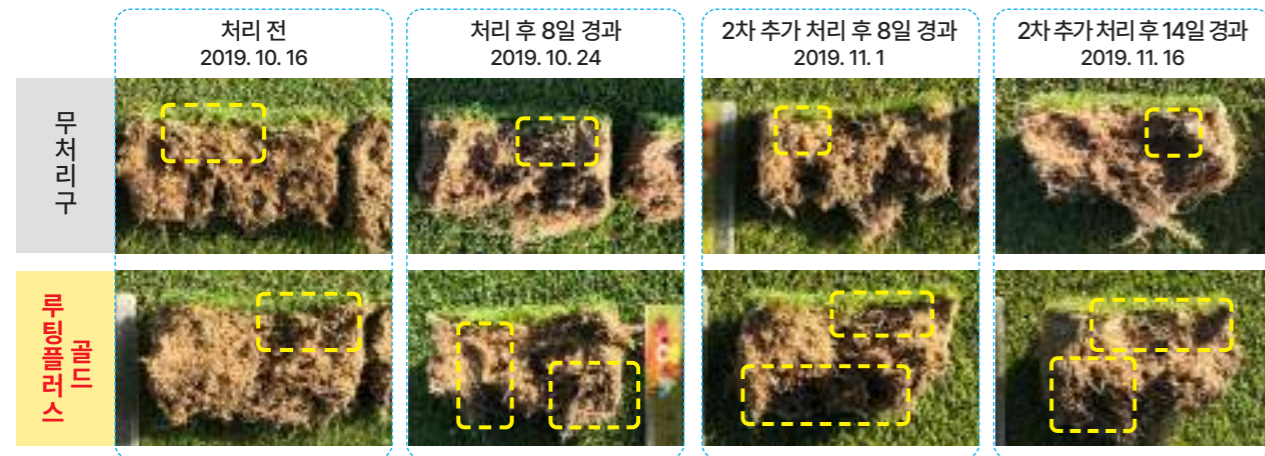 처리 전
2019. 10. 16
처리 후 8일 경과
2019. 10. 24
2차 추가 처리 후 8일 경과
2019. 11. 1
2차 추가 처리 후 14일 경과
2019. 11. 16
무처리구
루팅플러스
골드